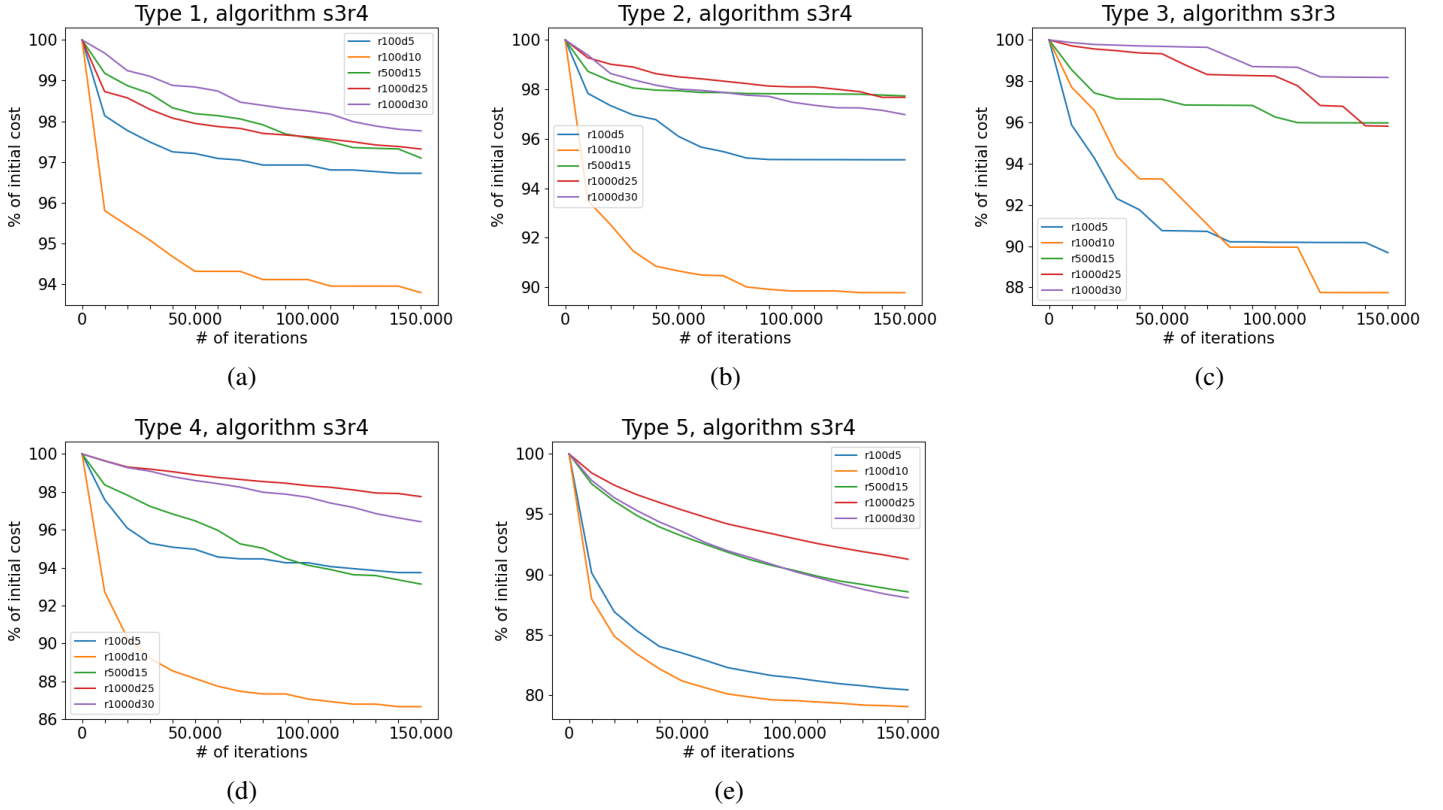 Type 1, algorithm s3r4
% of initial cost
100
99
98
97
96
95
94
r100d5
r100d10
r500d15
r1000d25
r1000d30
0 50.000 100.000 150.000
# of iterations
(a)
Type 2, algorithm s3r4
% of initial cost
100
98
96
94
92
90
r100d5
r100d10
r500d15
r1000d25
r1000d30
0 50.000 100.000 150.000
# of iterations
(b)
Type 3, algorithm s3r3
% of initial cost
100
98
96
94
92
90
88
r100d5
r100d10
r500d15
r1000d25
r1000d30
0 50.000 100.000 150.000
# of iterations
(c)
Type 4, algorithm s3r4
% of initial cost
100
98
96
94
92
90
88
86
r100d5
r100d10
r500d15
r1000d25
r1000d30
0 50.000 100.000 150.000
# of iterations
(d)
Type 5, algorithm s3r4
% of initial cost
100
95
90
85
80
r100d5
r100d10
r500d15
r1000d25
r1000d30
0 50.000 100.000 150.000
# of iterations
(e)